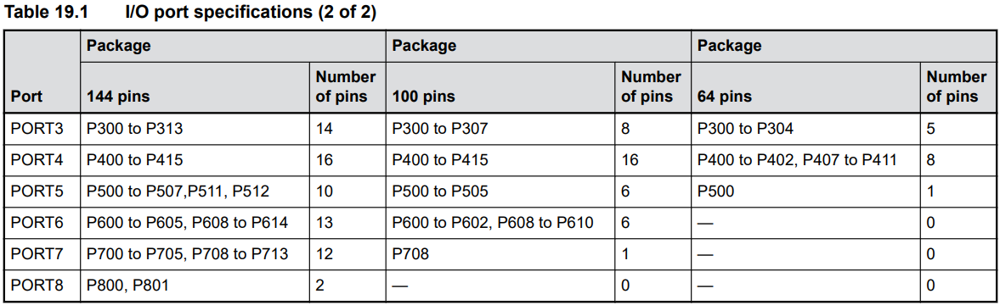 Table 19.1 I/O port specifications (2 of 2)
Port Package Package Package
144 pins Number of pins 100 pins Number of pins 64 pins Number of pins
PORT3 P300 to P313 14 P300 to P307 8 P300 to P304 5
PORT4 P400 to P415 16 P400 to P415 16 P400 to P402, P407 to P411 8
PORT5 P500 to P507,P511, P512 10 P500 to P505 6 P500 1
PORT6 P600 to P605, P608 to P614 13 P600 to P602, P608 to P610 6 — 0
PORT7 P700 to P705, P708 to P713 12 P708 1 — 0
PORT8 P800, P801 2 — 0 — 0